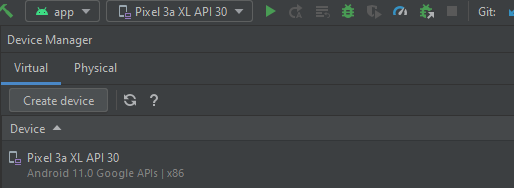 app Pixel 3a XL API 30 Git:
Device Manager
Virtual Physical
Create device ?
Device
Pixel 3a XL API 30
Android 11.0 Google APIs | x86